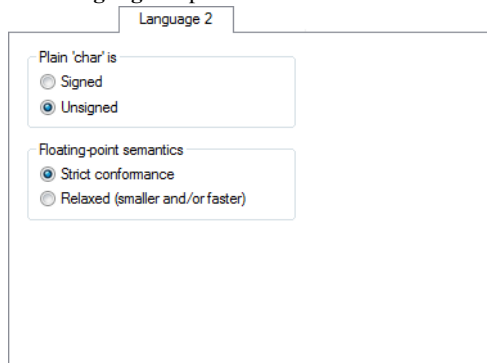 Language 2
Plain 'char' is
Signed
Unsigned
Floating-point semantics
Strict conformance
Relaxed (smaller and/or faster)